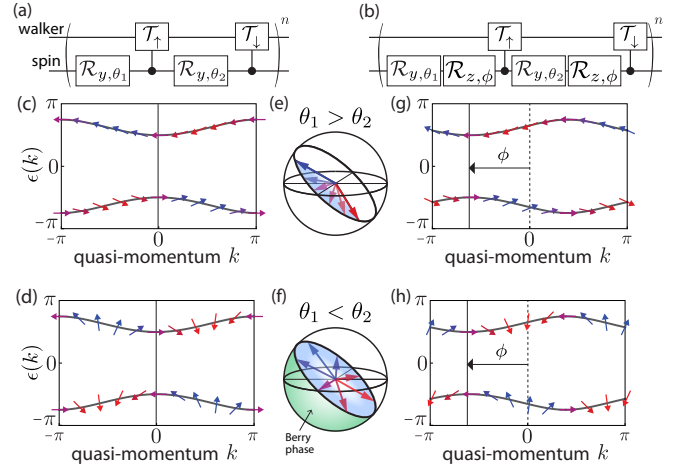 (a)
(b)
walker
spin
𝒯↑
𝒯↓
n
ℛy,θ₁
ℛy,θ₂
𝒯↑
𝒯↓
n
ℛy,θ₁
ℛz,ϕ
ℛy,θ₂
ℛz,ϕ
(c)
(e)
(g)
θ₁ > θ₂
π
0
−π
ϵ(k)
−π
0
π
quasi-momentum k
ϕ
π
0
−π
−π
0
π
quasi-momentum k
(d)
(f)
(h)
θ₁ < θ₂
π
0
−π
ϵ(k)
−π
0
π
quasi-momentum k
Berry
phase
ϕ
π
0
−π
−π
0
π
quasi-momentum k